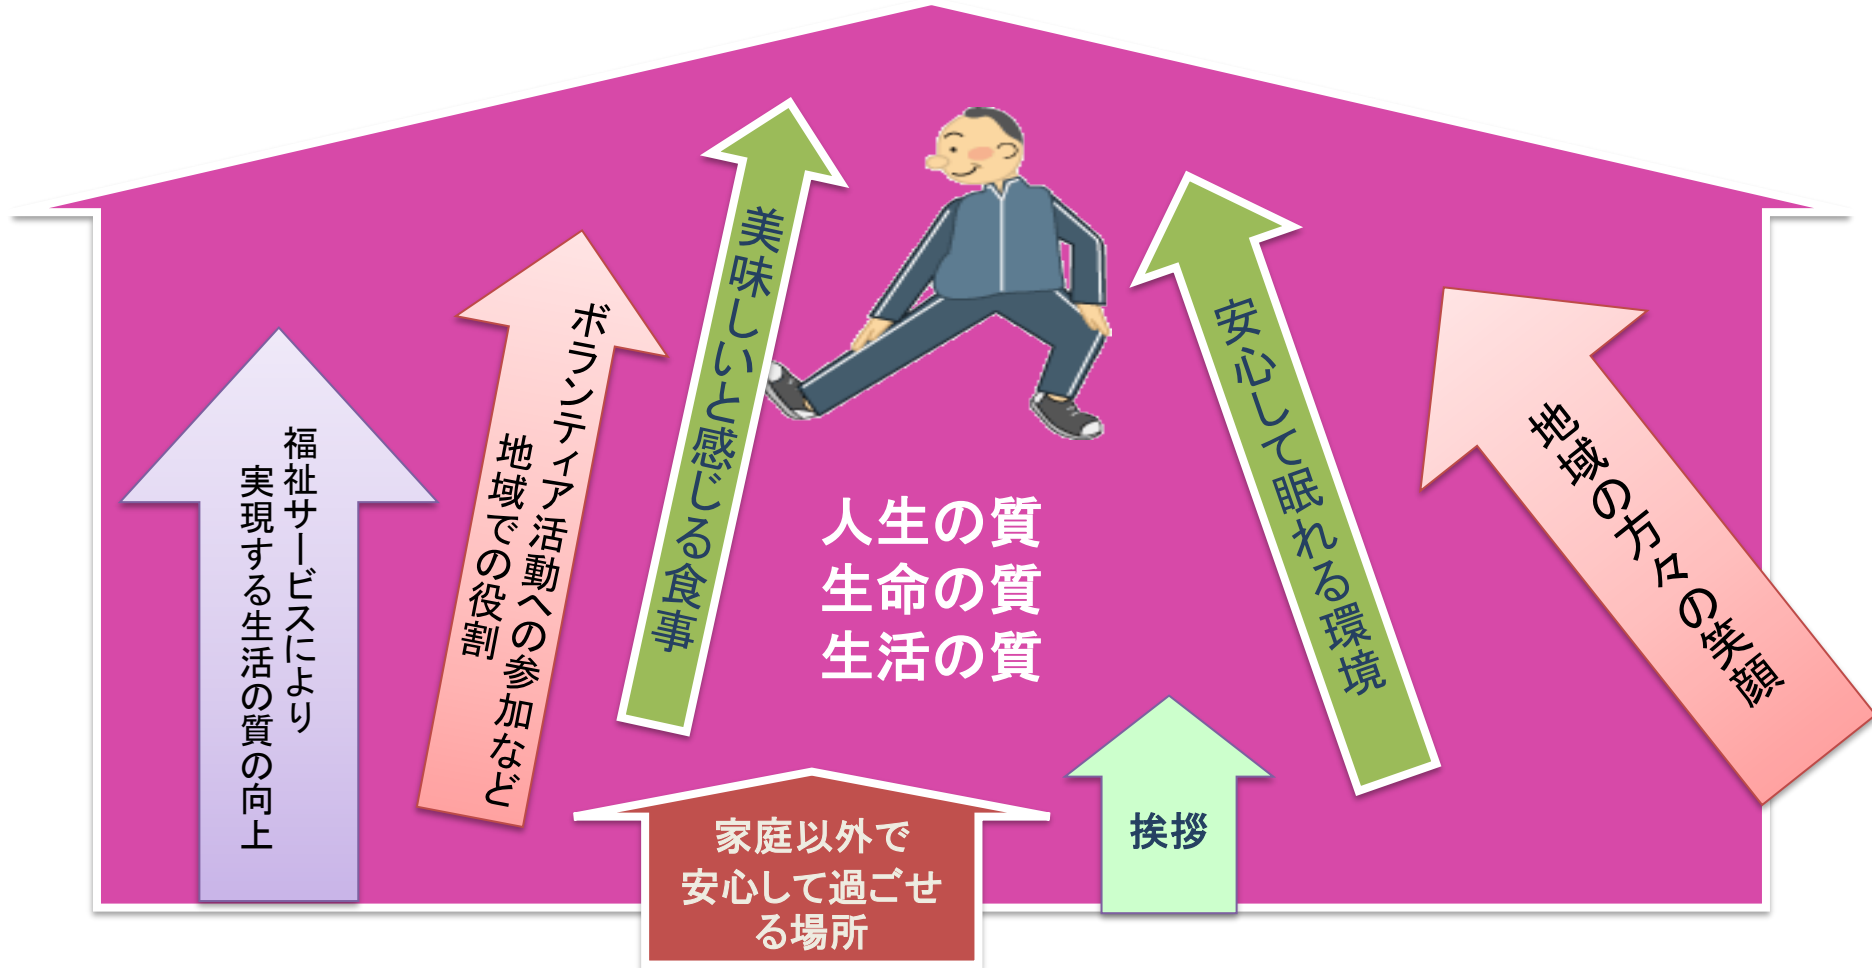 福祉サービスにより
実現する生活の質の向上
ボランティア活動への参加など
地域での役割
美味しいと感じる食事
人生の質
生命の質
生活の質
安心して眠れる環境
地域の方々の笑顔
家庭以外で
安心して過ごせ
る場所
挨拶